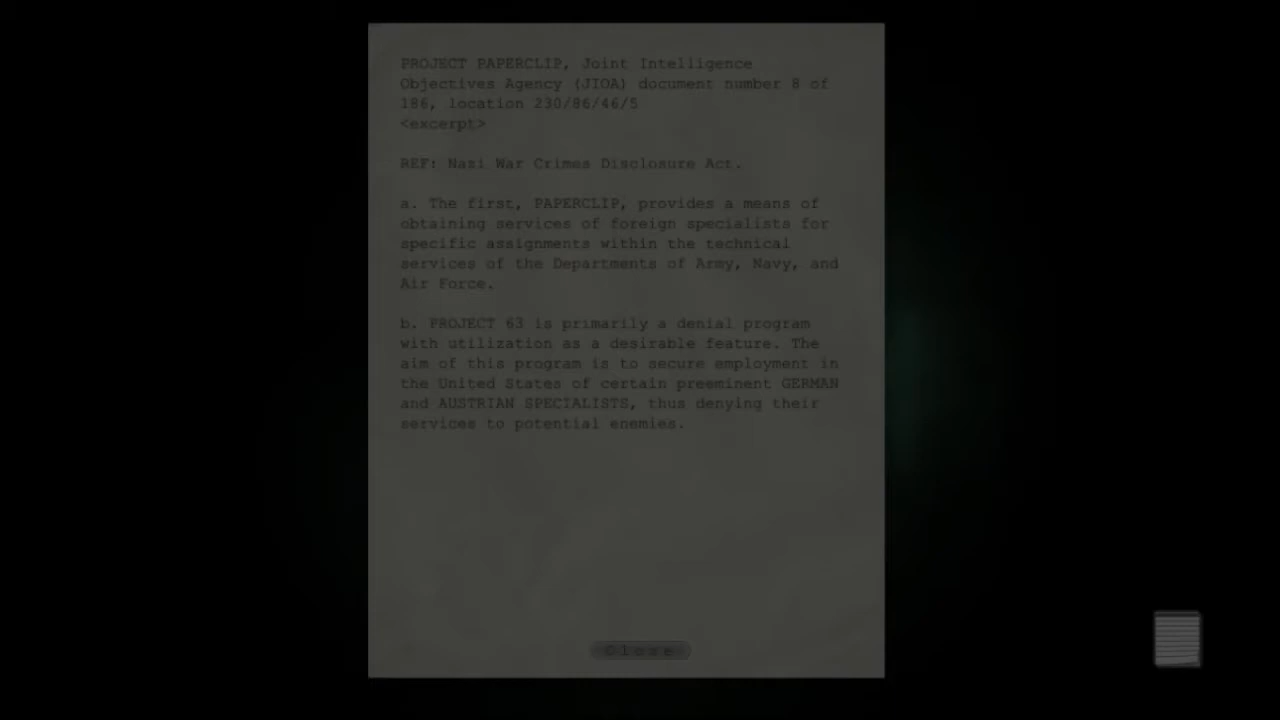 PROJECT PAPERCLIP, Joint Intelligence
Objectives Agency (JIOA) document number 8 of
186, location 230/86/46/5
<excerpt>
REF: Nazi War Crimes Disclosure Act.
a. The first, PAPERCLIP, provides a means of
obtaining services of foreign specialists for
specific assignments within the technical
services of the Departments of Army, Navy, and
Air Force.
b. PROJECT 63 is primarily a denial program
with utilization as a desirable feature. The
aim of this program is to secure employment in
the United States of certain preeminent GERMAN
and AUSTRIAN SPECIALISTS, thus denying their
services to potential enemies.
Close